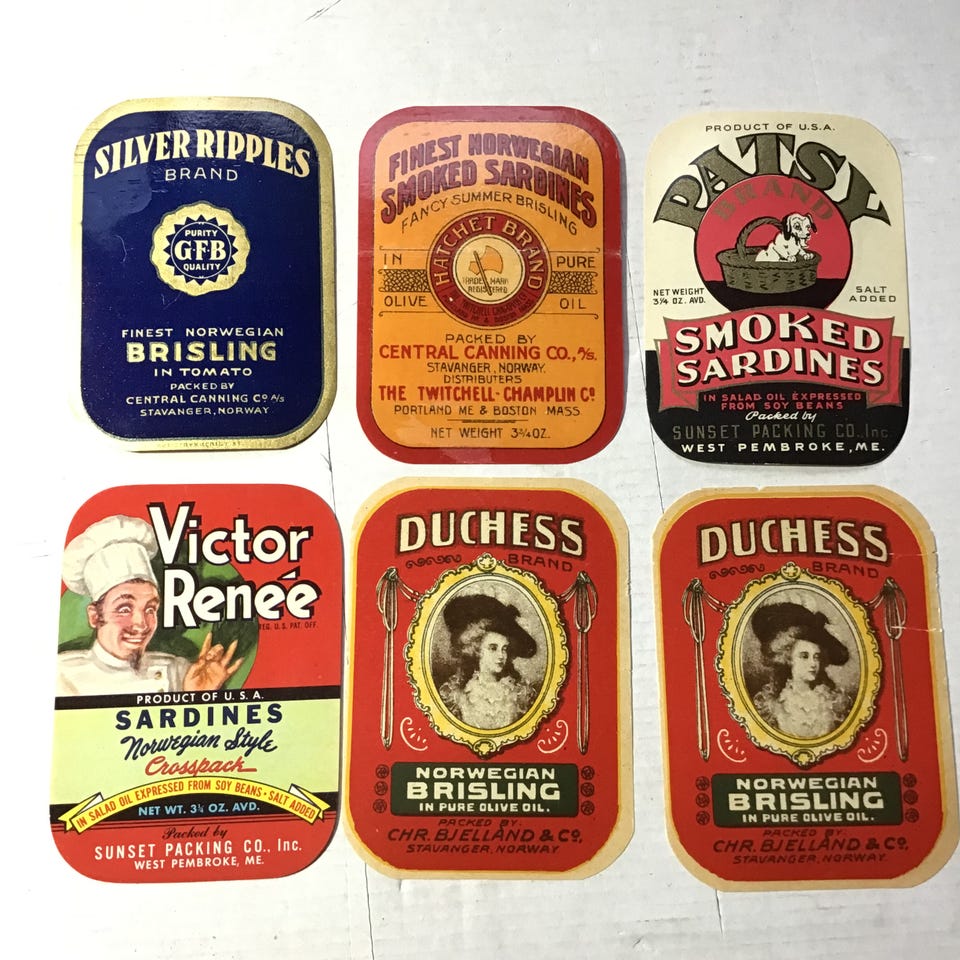 SILVER RIPPLES
BRAND
PURITY
G.F.B
QUALITY
FINEST NORWEGIAN
BRISLING
IN TOMATO
PACKED BY
CENTRAL CANNING Co A/s
STAVANGER, NORWAY
FINEST NORWEGIAN
SMOKED SARDINES
FANCY SUMMER BRISLING
HATCHET BRAND
IN PURE
TRADE MARK
REGISTERED
OLIVE OIL
PACKED BY
CENTRAL CANNING CO., A/S.
STAVANGER, NORWAY.
DISTRIBUTERS
THE TWITCHELL-CHAMPLIN Co
PORTLAND ME & BOSTON MASS
NET WEIGHT 3¾ OZ.
PRODUCT OF U.S.A.
PATSY
BRAND
NET WEIGHT
3¼ OZ. AVD.
SALT
ADDED
SMOKED
SARDINES
IN SALAD OIL EXPRESSED
FROM SOY BEANS
Packed by
SUNSET PACKING CO., Inc.
WEST PEMBROKE, ME.
Victor
Renée
REG. U.S. PAT. OFF.
PRODUCT OF U.S.A.
SARDINES
Norwegian Style
Crosspack
IN SALAD OIL EXPRESSED FROM SOY BEANS • SALT ADDED
NET WT. 3¼ OZ. AVD.
Packed by
SUNSET PACKING CO., Inc.
WEST PEMBROKE, ME.
DUCHESS
BRAND
NORWEGIAN
BRISLING
IN PURE OLIVE OIL.
PACKED BY:
CHR. BJELLAND & Co,
STAVANGER, NORWAY
DUCHESS
BRAND
NORWEGIAN
BRISLING
IN PURE OLIVE OIL.
PACKED BY:
CHR. BJELLAND & Co,
STAVANGER, NORWAY.